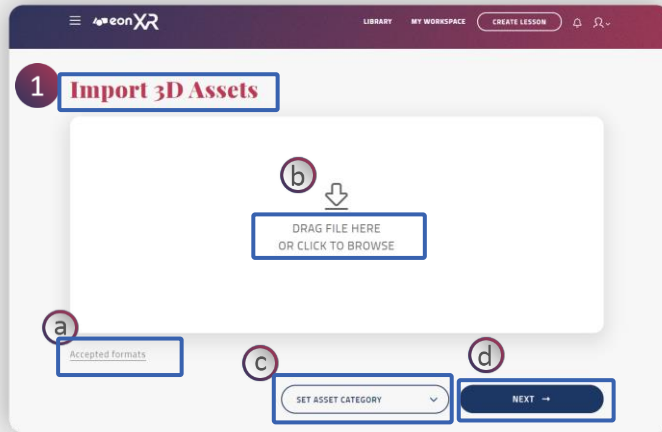 eonXR
LIBRARY
MY WORKSPACE
CREATE LESSON
1
Import 3D Assets
b
DRAG FILE HERE
OR CLICK TO BROWSE
a
Accepted formats
c
d
SET ASSET CATEGORY
NEXT →